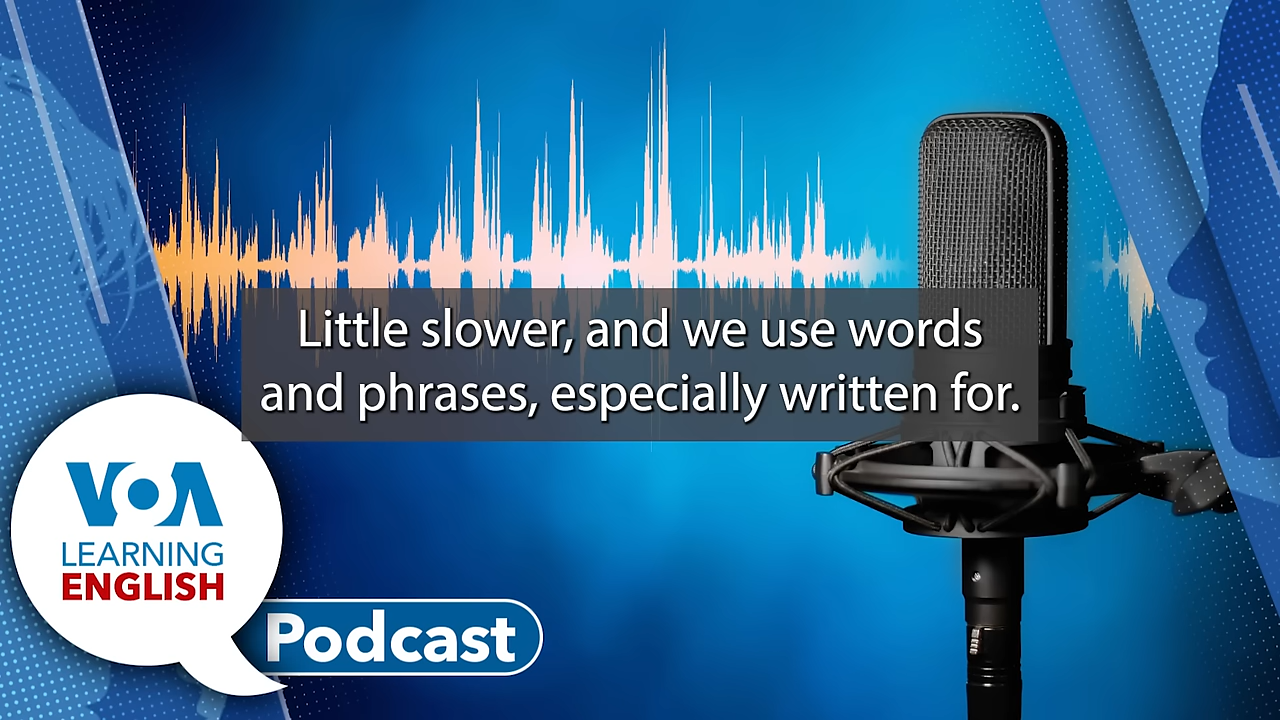 Little slower, and we use words
and phrases, especially written for.
VOA
LEARNING
ENGLISH
Podcast